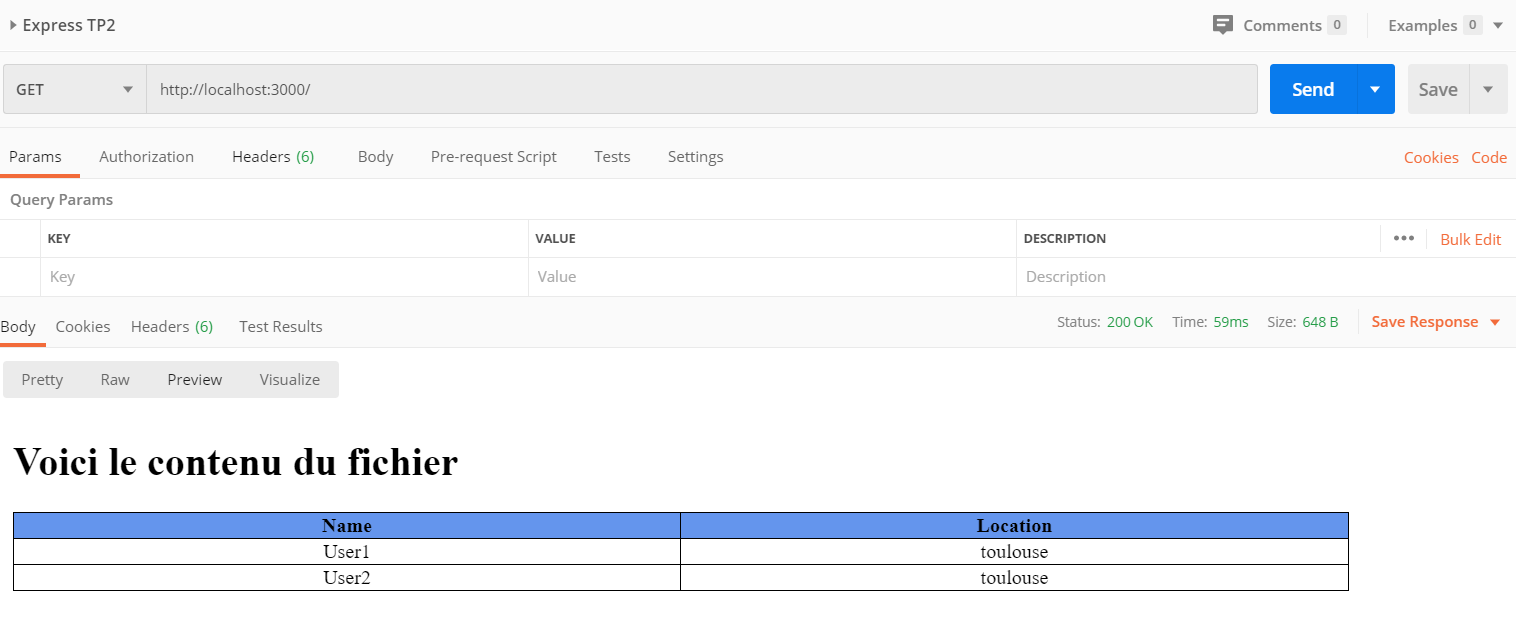 Express TP2 Comments 0 Examples 0
GET http://localhost:3000/ Send Save
Params Authorization Headers (6) Body Pre-request Script Tests Settings Cookies Code
Query Params
KEY VALUE DESCRIPTION ••• Bulk Edit
Key Value Description
Body Cookies Headers (6) Test Results Status: 200 OK Time: 59ms Size: 648 B Save Response
Pretty Raw Preview Visualize
Voici le contenu du fichier
Name Location
User1 toulouse
User2 toulouse